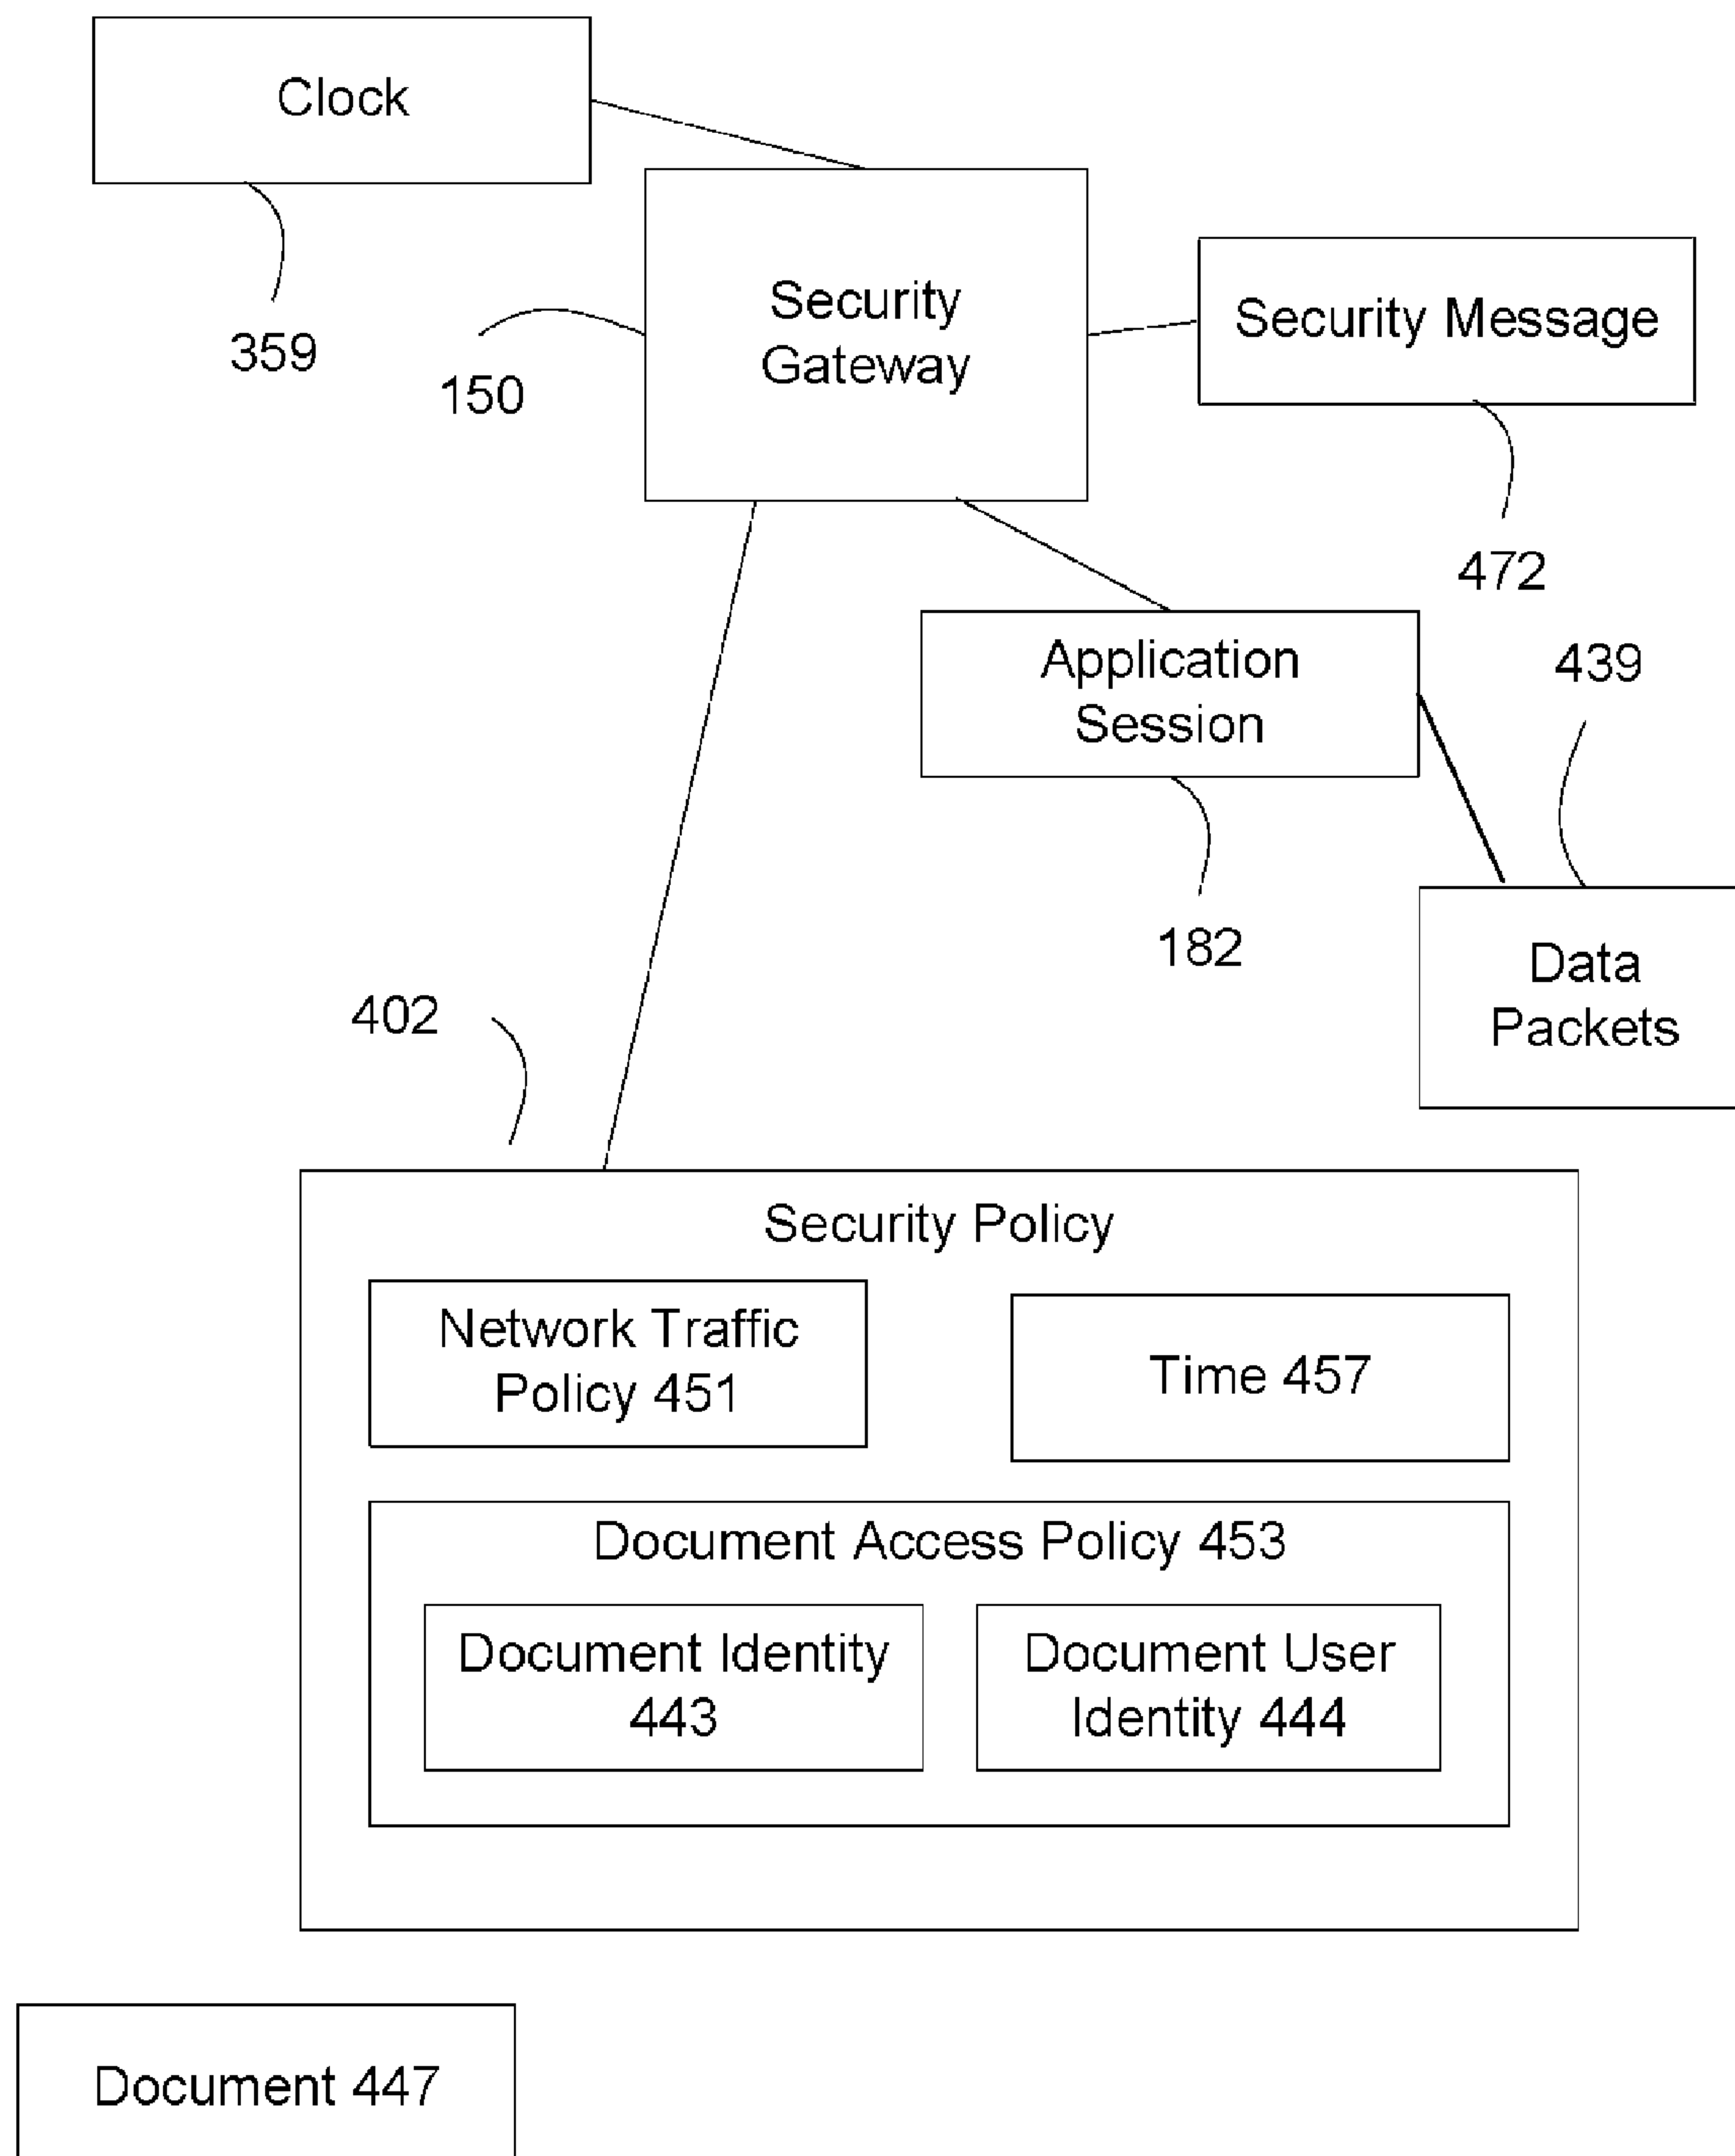 Clock
359
Security
Gateway
150
Security Message
472
Application
Session
182
439
Data
Packets
402
Security Policy
Network Traffic
Policy 451
Time 457
Document Access Policy 453
Document Identity
443
Document User
Identity 444
Document 447